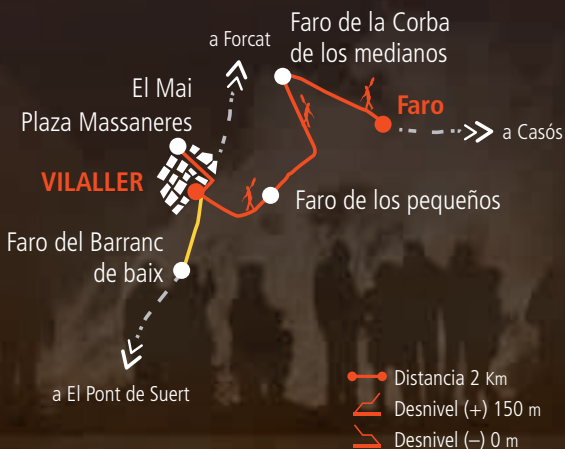 a Forcat
Faro de la Corba
de los medianos
El Mai
Plaza Massaneres
Faro
a Casós
VILALLER
Faro de los pequeños
Faro del Barranc
de baix
a El Pont de Suert
Distancia 2 Km
Desnivel (+) 150 m
Desnivel (–) 0 m